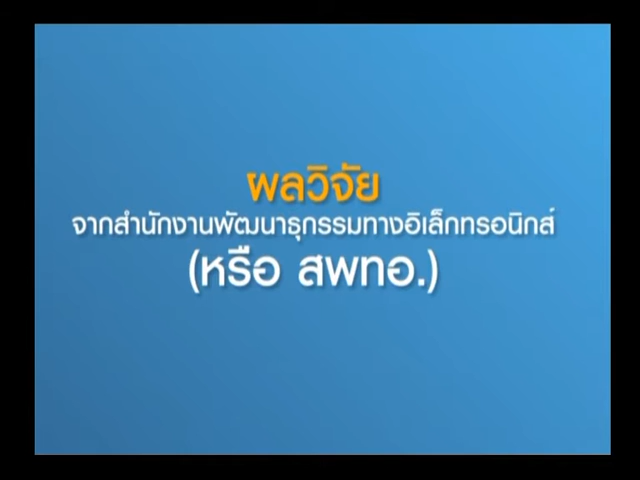 ผลวิจัย
จากสำนักงานพัฒนาธุรกรรมทางอิเล็กทรอนิกส์
(หรือ สพทอ.)